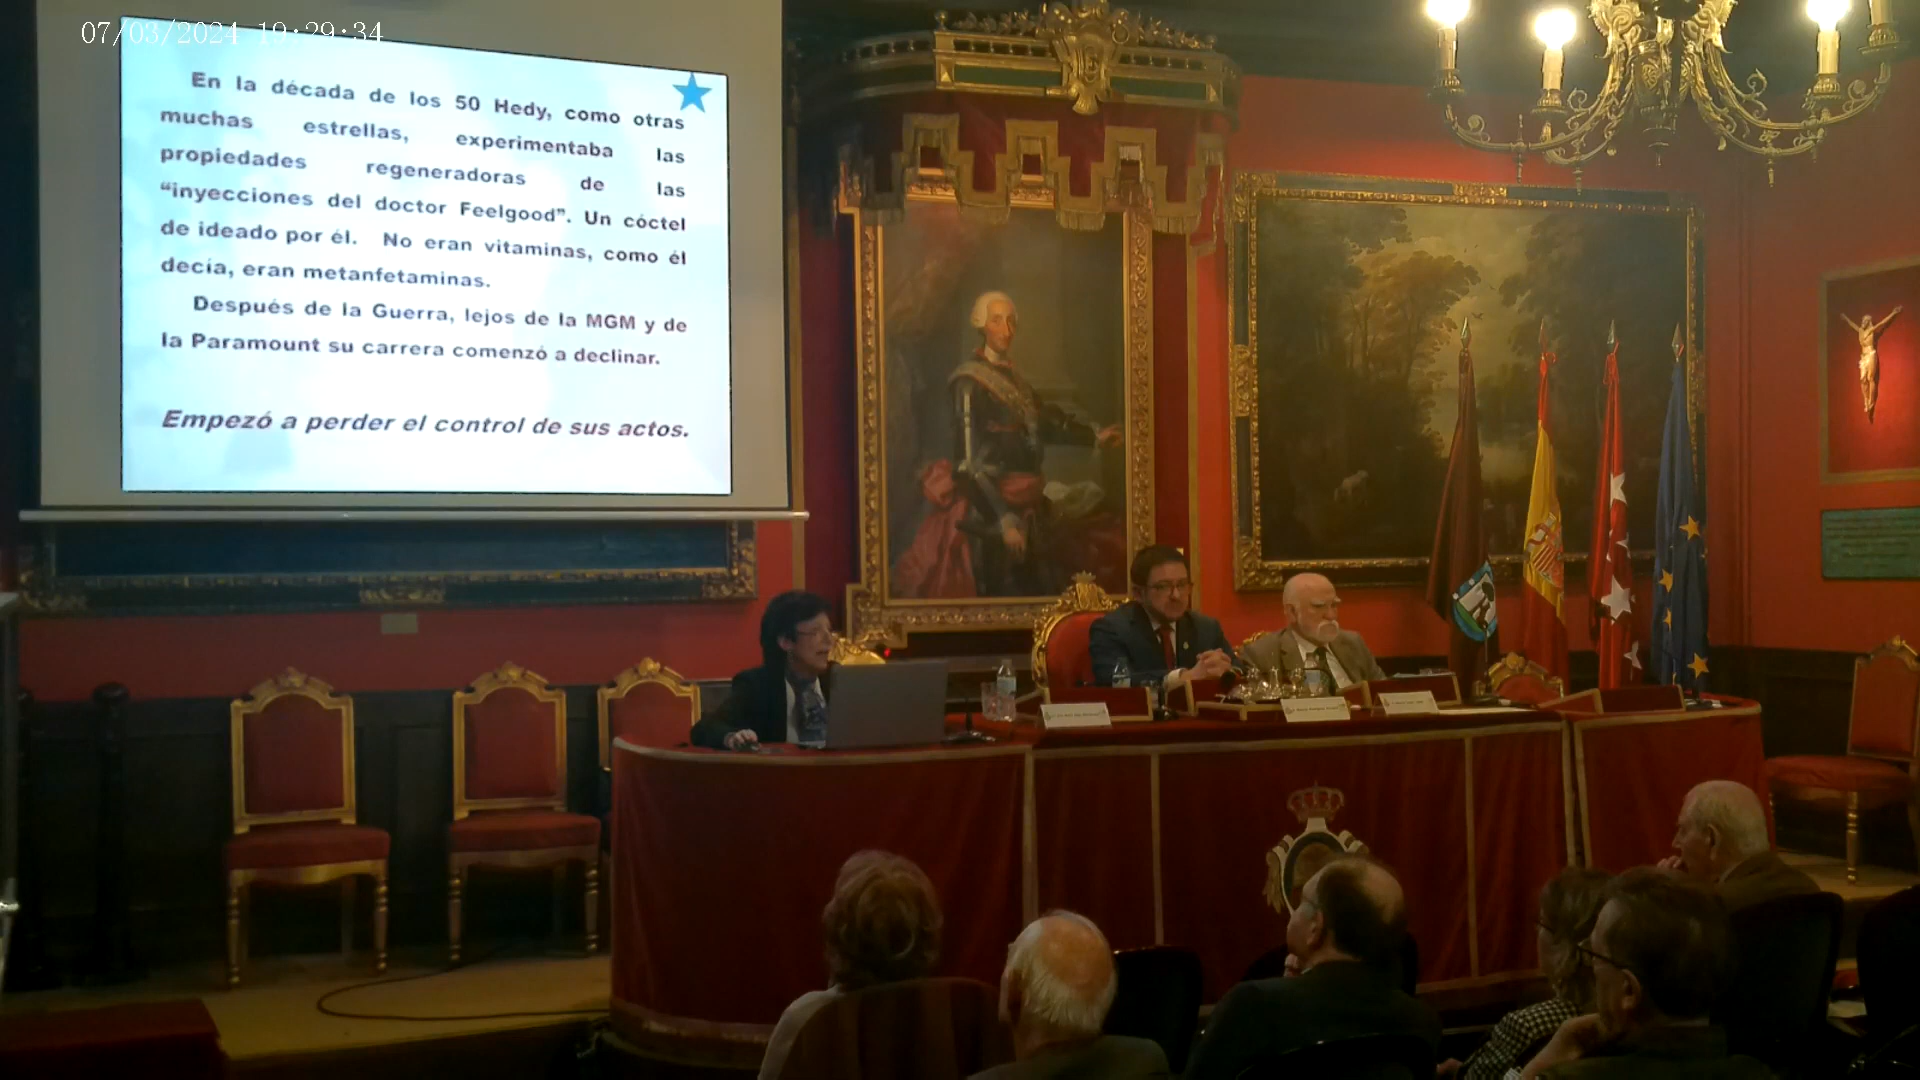 07/03/2024 19:29:34
En la década de los 50 Hedy, como otras
muchas estrellas, experimentaba las
propiedades regeneradoras de las
“inyecciones del doctor Feelgood”. Un cóctel
de ideado por él. No eran vitaminas, como él
decía, eran metanfetaminas.
Después de la Guerra, lejos de la MGM y de
la Paramount su carrera comenzó a declinar.
Empezó a perder el control de sus actos.